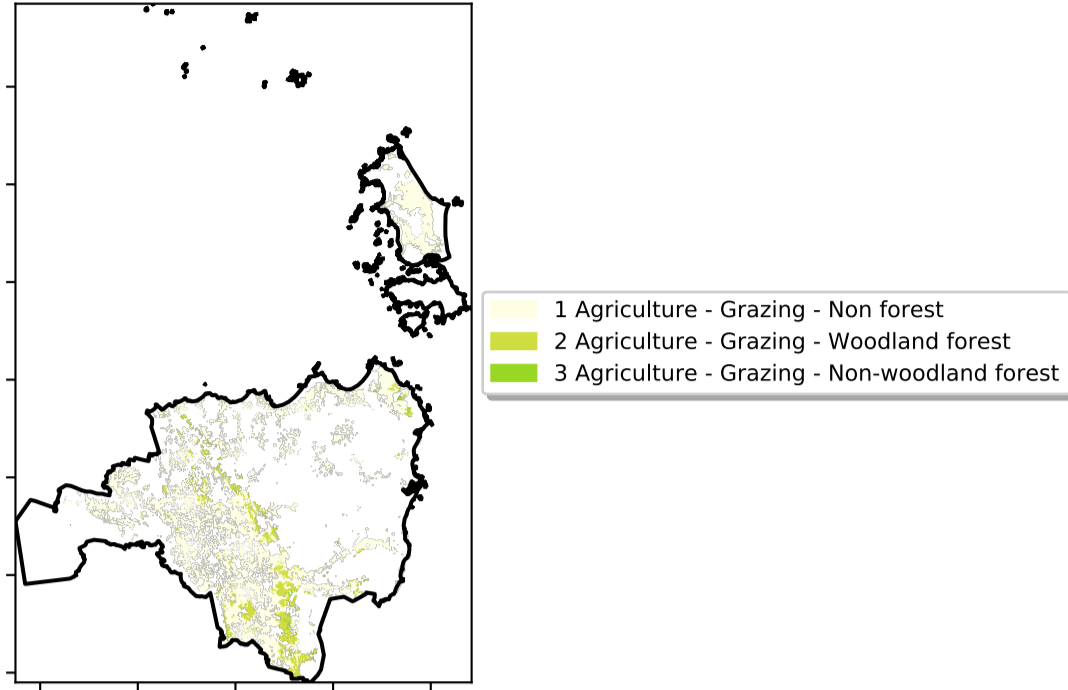 1 Agriculture - Grazing - Non forest
2 Agriculture - Grazing - Woodland forest
3 Agriculture - Grazing - Non-woodland forest